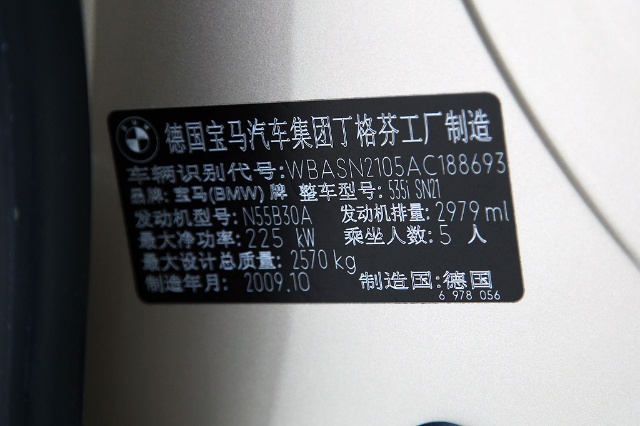 德国宝马汽车集团丁格芬工厂制造
车辆识别代号:WBASN2105AC188693
品牌: 宝马(BMW)牌 整车型号: 535i SN21
发动机型号: N55B30A 发动机排量: 2979 ml
最大净功率: 225 kW 乘坐人数: 5 人
最大设计总质量: 2570 kg
制造年月: 2009.10 制造国:德国
6 978 056